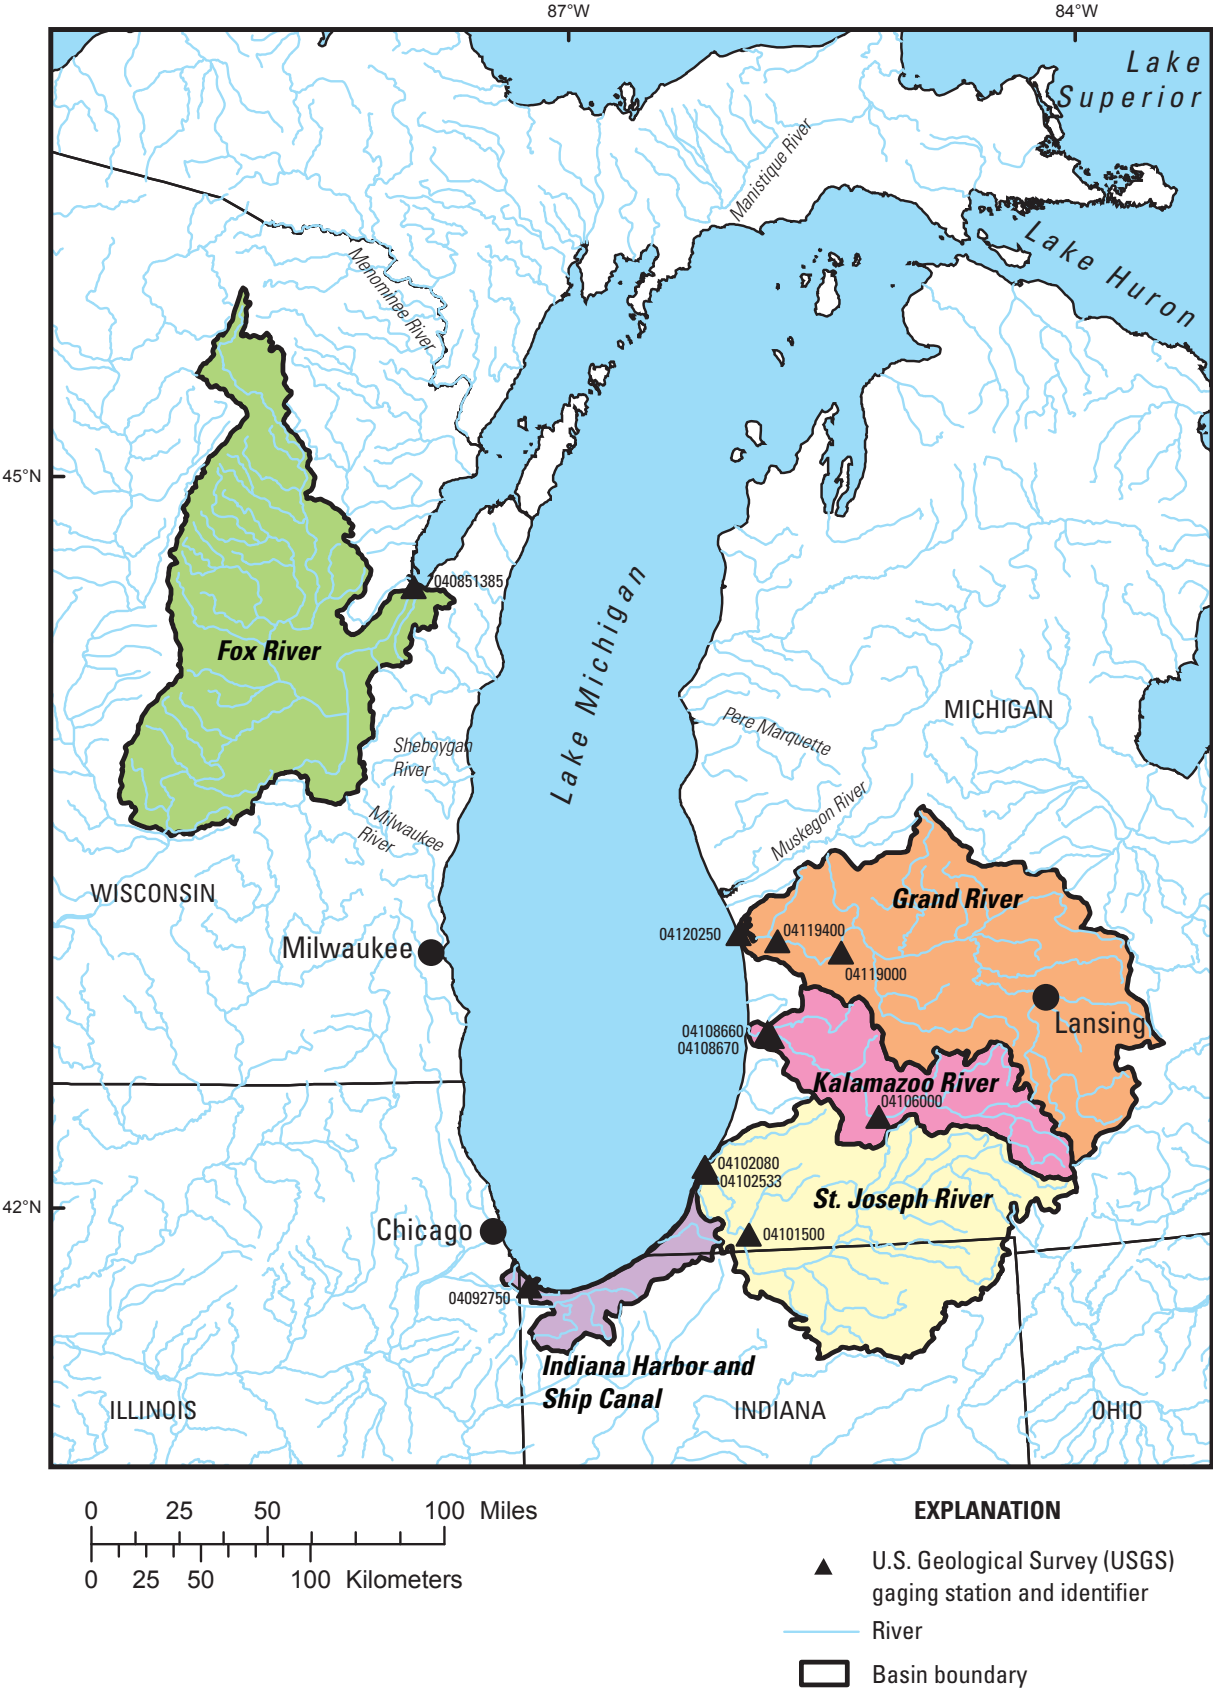 87°W
84°W
Lake
Superior
Manistique River
Lake Huron
Menominee River
45°N
040851385
Fox River
Lake Michigan
MICHIGAN
Pere Marquette
Sheboygan
River
Muskegon River
Milwaukee
River
WISCONSIN
Grand River
Milwaukee
04120250
04119400
04119000
Lansing
04108660
04108670
Kalamazoo River
04106000
04102080
04102533
42°N
St. Joseph River
Chicago
04101500
04092750
Indiana Harbor and
Ship Canal
ILLINOIS
INDIANA
OHIO
0 25 50 100 Miles
0 25 50 100 Kilometers
EXPLANATION
U.S. Geological Survey (USGS)
gaging station and identifier
River
Basin boundary